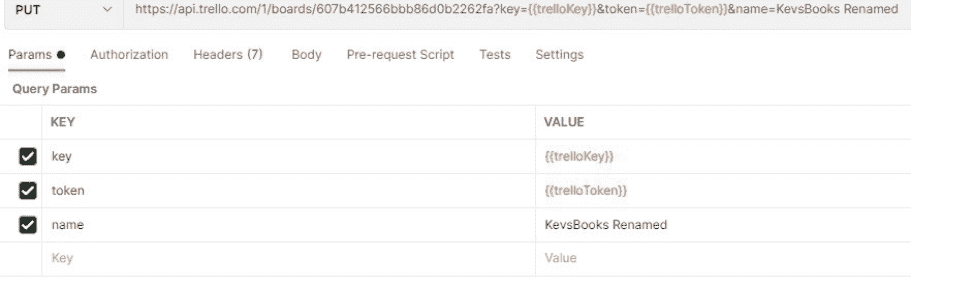 PUT https://api.trello.com/1/boards/607b412566bbb86d0b2262fa?key={{trelloKey}}&token={{trelloToken}}&name=KevsBooks Renamed
Params Authorization Headers (7) Body Pre-request Script Tests Settings
Query Params
KEY VALUE
key {{trelloKey}}
token {{trelloToken}}
name KevsBooks Renamed
Key Value